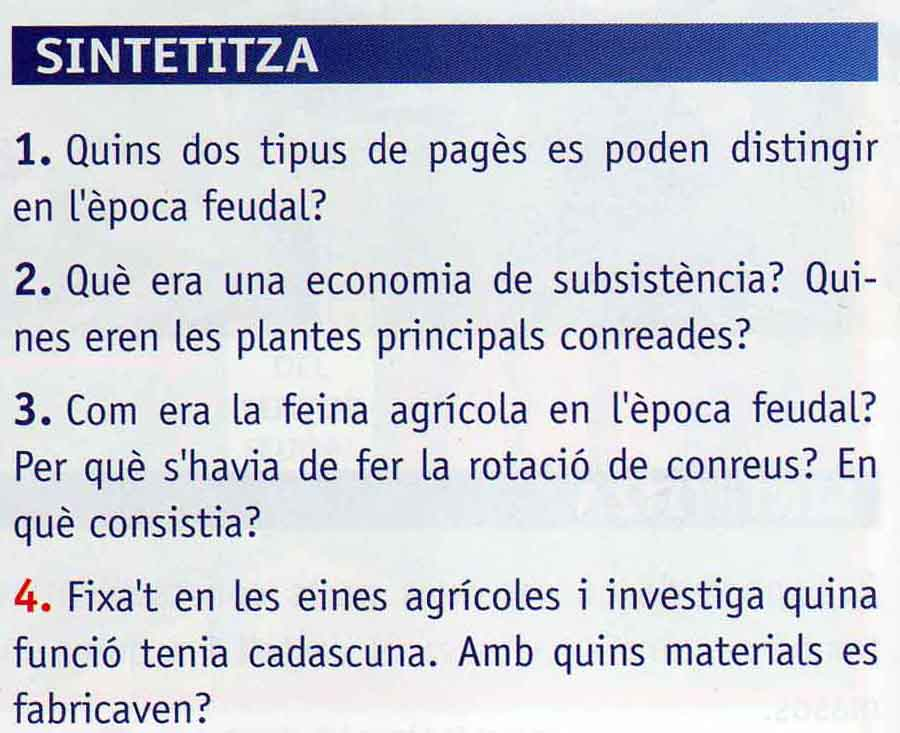 SINTETITZA
1. Quins dos tipus de pagès es poden distingir
en l'època feudal?
2. Què era una economia de subsistència? Qui-
nes eren les plantes principals conreades?
3. Com era la feina agrícola en l'època feudal?
Per què s'havia de fer la rotació de conreus? En
què consistia?
4. Fixa't en les eines agrícoles i investiga quina
funció tenia cadascuna. Amb quins materials es
fabricaven?